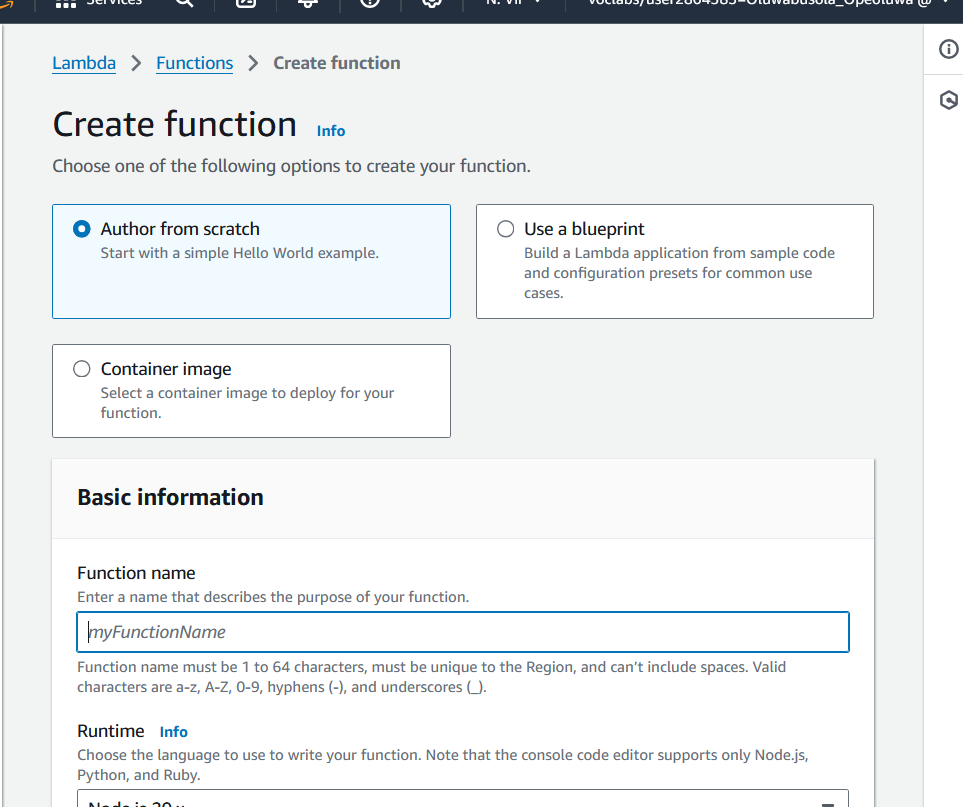 Services N. Vir voclabs/user2864383=Oluwabusola_Opeoluwa @
Lambda > Functions > Create function
Create function Info
Choose one of the following options to create your function.
Author from scratch
Start with a simple Hello World example.
Use a blueprint
Build a Lambda application from sample code
and configuration presets for common use
cases.
Container image
Select a container image to deploy for your
function.
Basic information
Function name
Enter a name that describes the purpose of your function.
myFunctionName
Function name must be 1 to 64 characters, must be unique to the Region, and can’t include spaces. Valid
characters are a-z, A-Z, 0-9, hyphens (-), and underscores (_).
Runtime Info
Choose the language to use to write your function. Note that the console code editor supports only Node.js,
Python, and Ruby.
Node.js 20.x